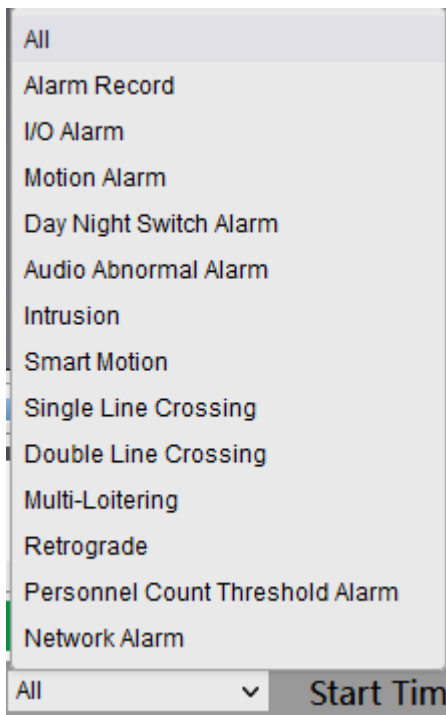 All
Alarm Record
I/O Alarm
Motion Alarm
Day Night Switch Alarm
Audio Abnormal Alarm
Intrusion
Smart Motion
Single Line Crossing
Double Line Crossing
Multi-Loitering
Retrograde
Personnel Count Threshold Alarm
Network Alarm
All Start Tim